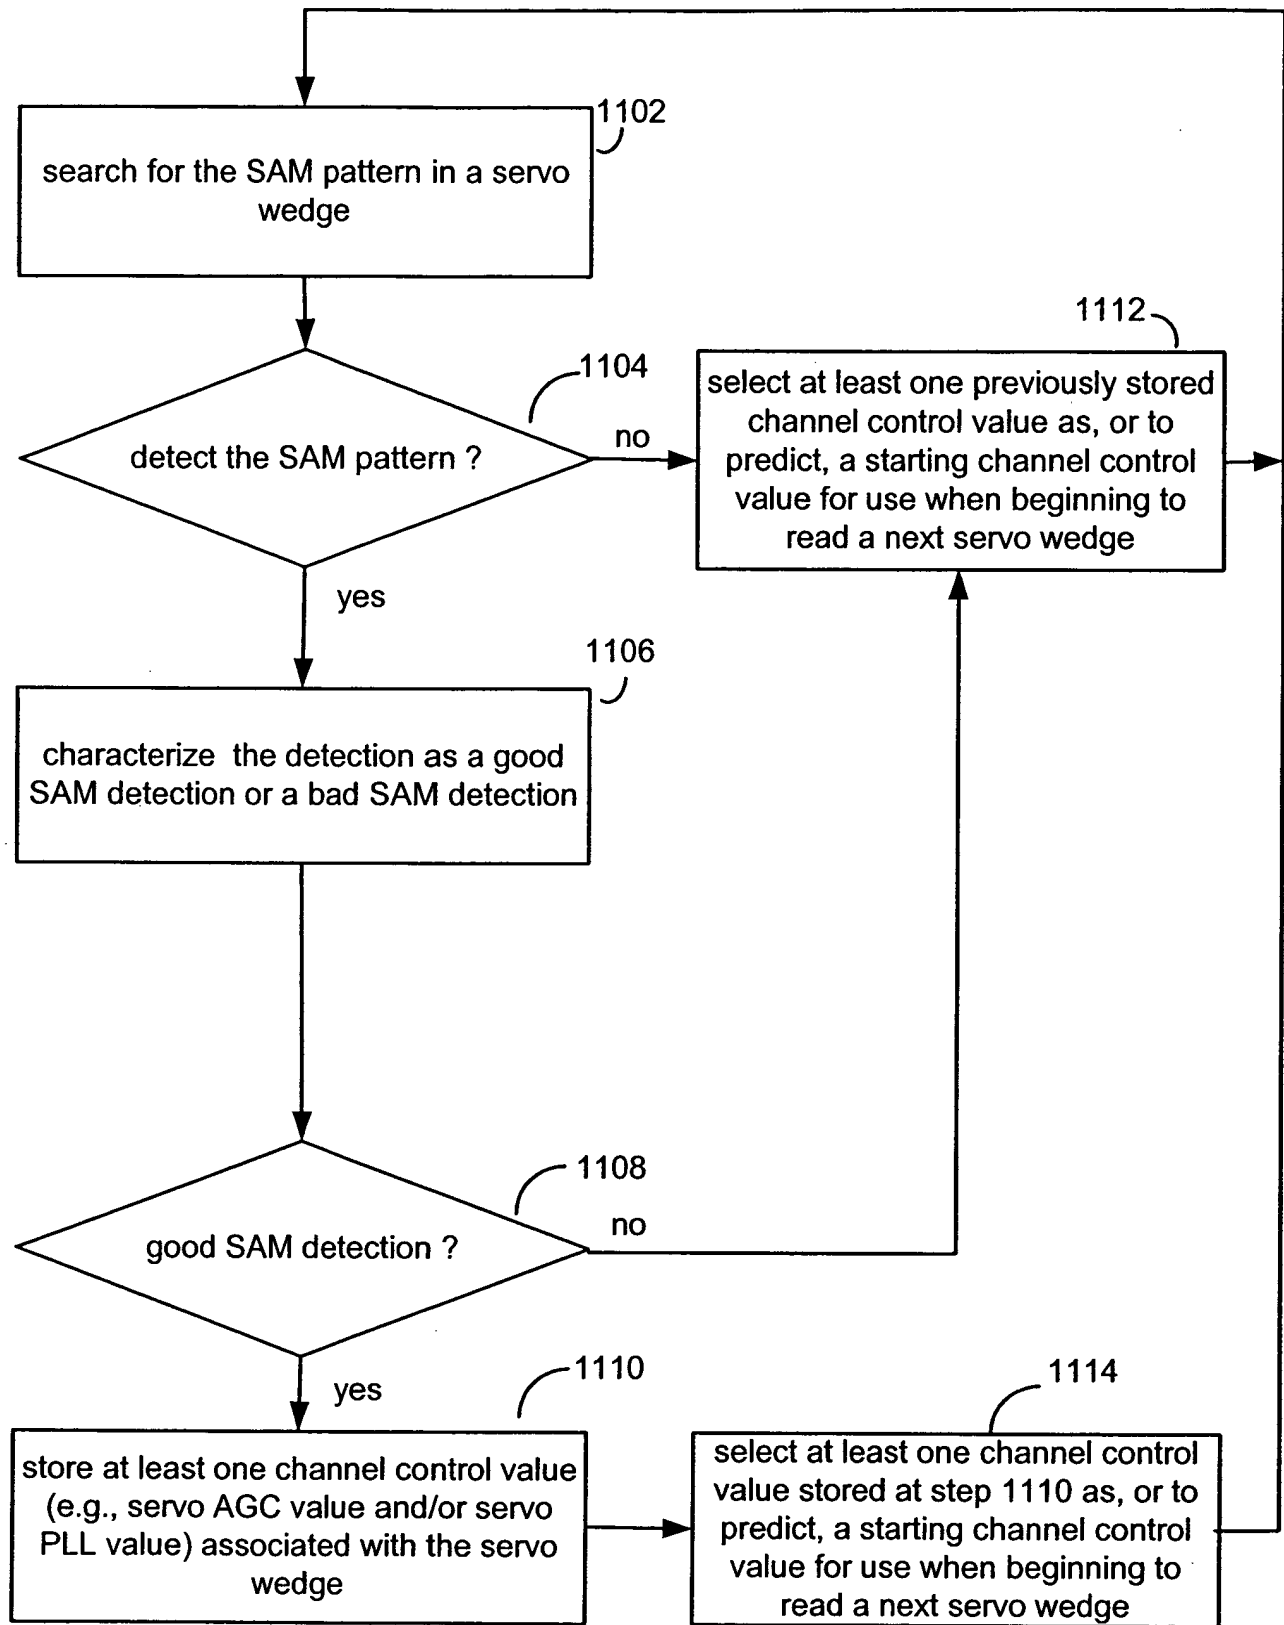 1102
search for the SAM pattern in a servo
wedge
1104
detect the SAM pattern ?
no
yes
1112
select at least one previously stored
channel control value as, or to
predict, a starting channel control
value for use when beginning to
read a next servo wedge
1106
characterize the detection as a good
SAM detection or a bad SAM detection
1108
good SAM detection ?
no
yes
1110
store at least one channel control value
(e.g., servo AGC value and/or servo
PLL value) associated with the servo
wedge
1114
select at least one channel control
value stored at step 1110 as, or to
predict, a starting channel control
value for use when beginning to
read a next servo wedge